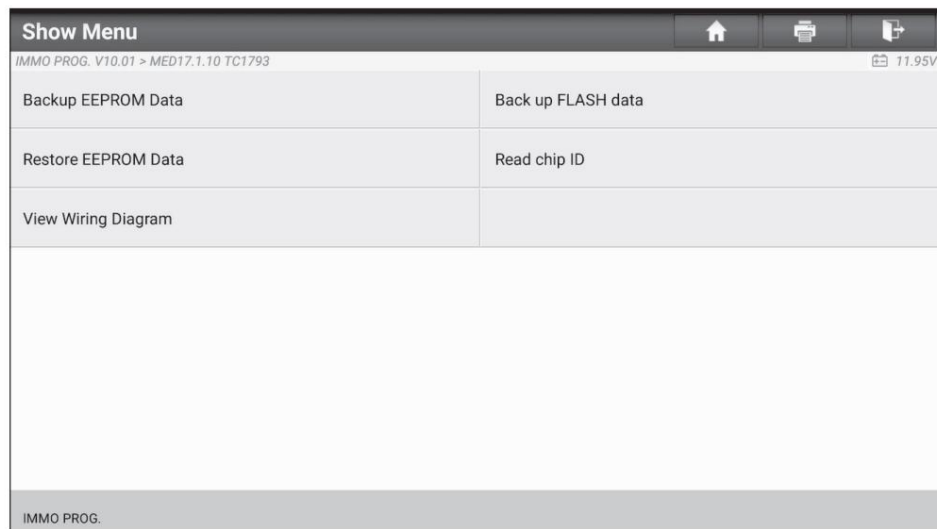 Show Menu
IMMO PROG. V10.01 > MED17.1.10 TC1793 11.95V
Backup EEPROM Data Back up FLASH data
Restore EEPROM Data Read chip ID
View Wiring Diagram
IMMO PROG.